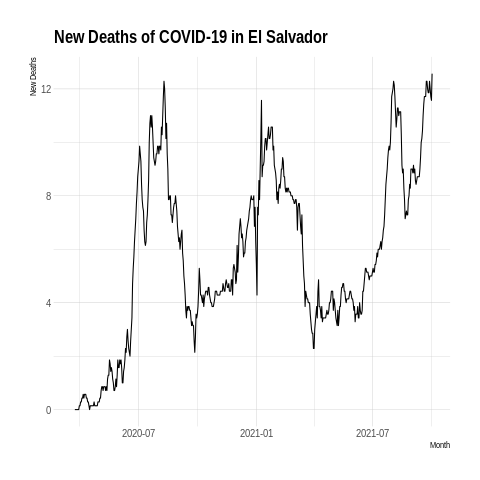 New Deaths of COVID-19 in El Salvador
New Deaths
12
8
4
0
2020-07
2021-01
2021-07
Month